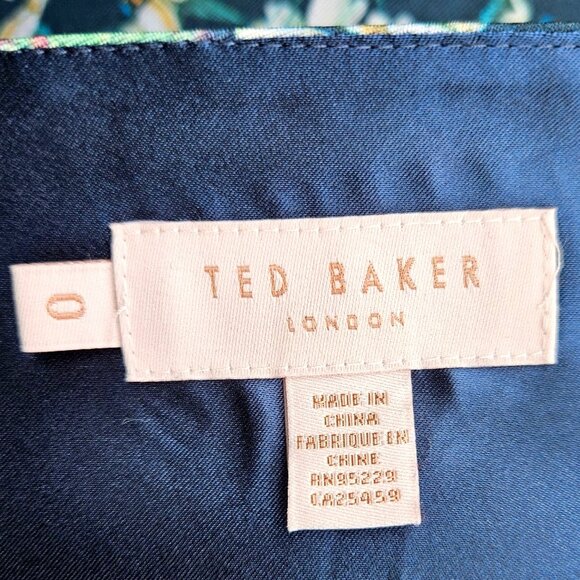 TED BAKER
LONDON
0
MADE IN
CHINA
FABRIQUE EN
CHINE
RN95229
CA25459